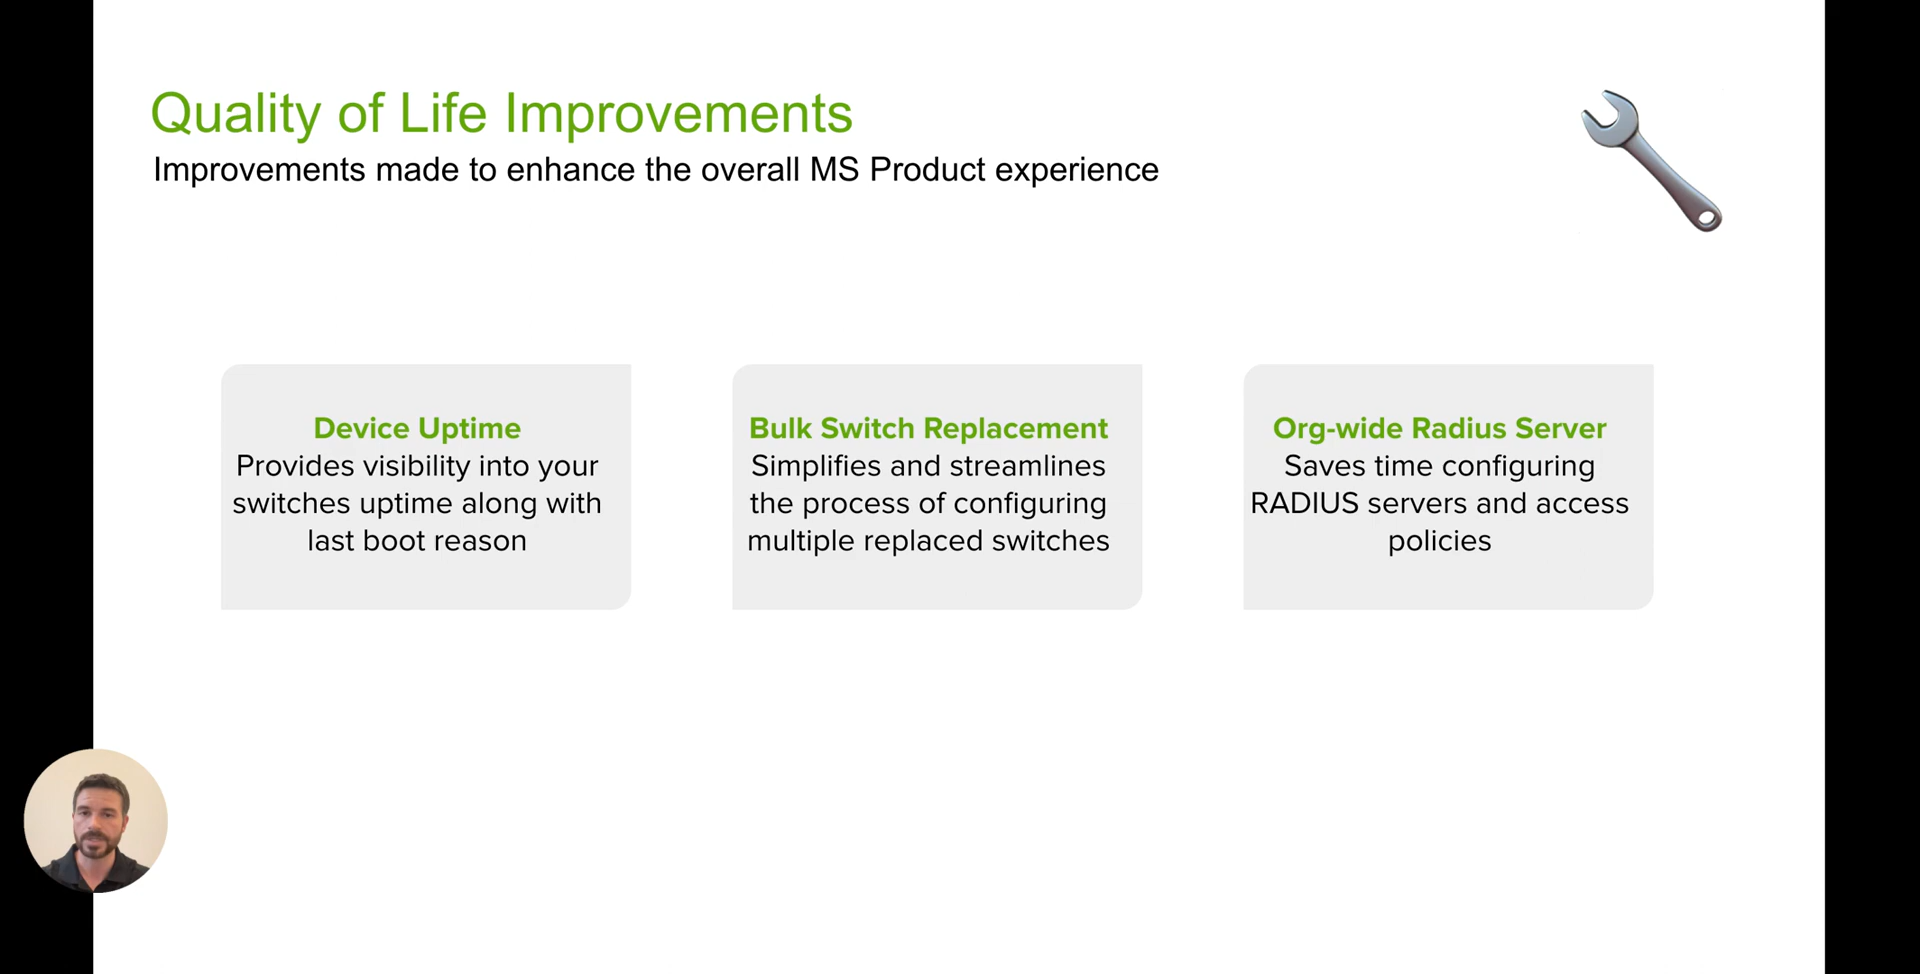 Quality of Life Improvements
Improvements made to enhance the overall MS Product experience
Device Uptime
Provides visibility into your
switches uptime along with
last boot reason
Bulk Switch Replacement
Simplifies and streamlines
the process of configuring
multiple replaced switches
Org-wide Radius Server
Saves time configuring
RADIUS servers and access
policies